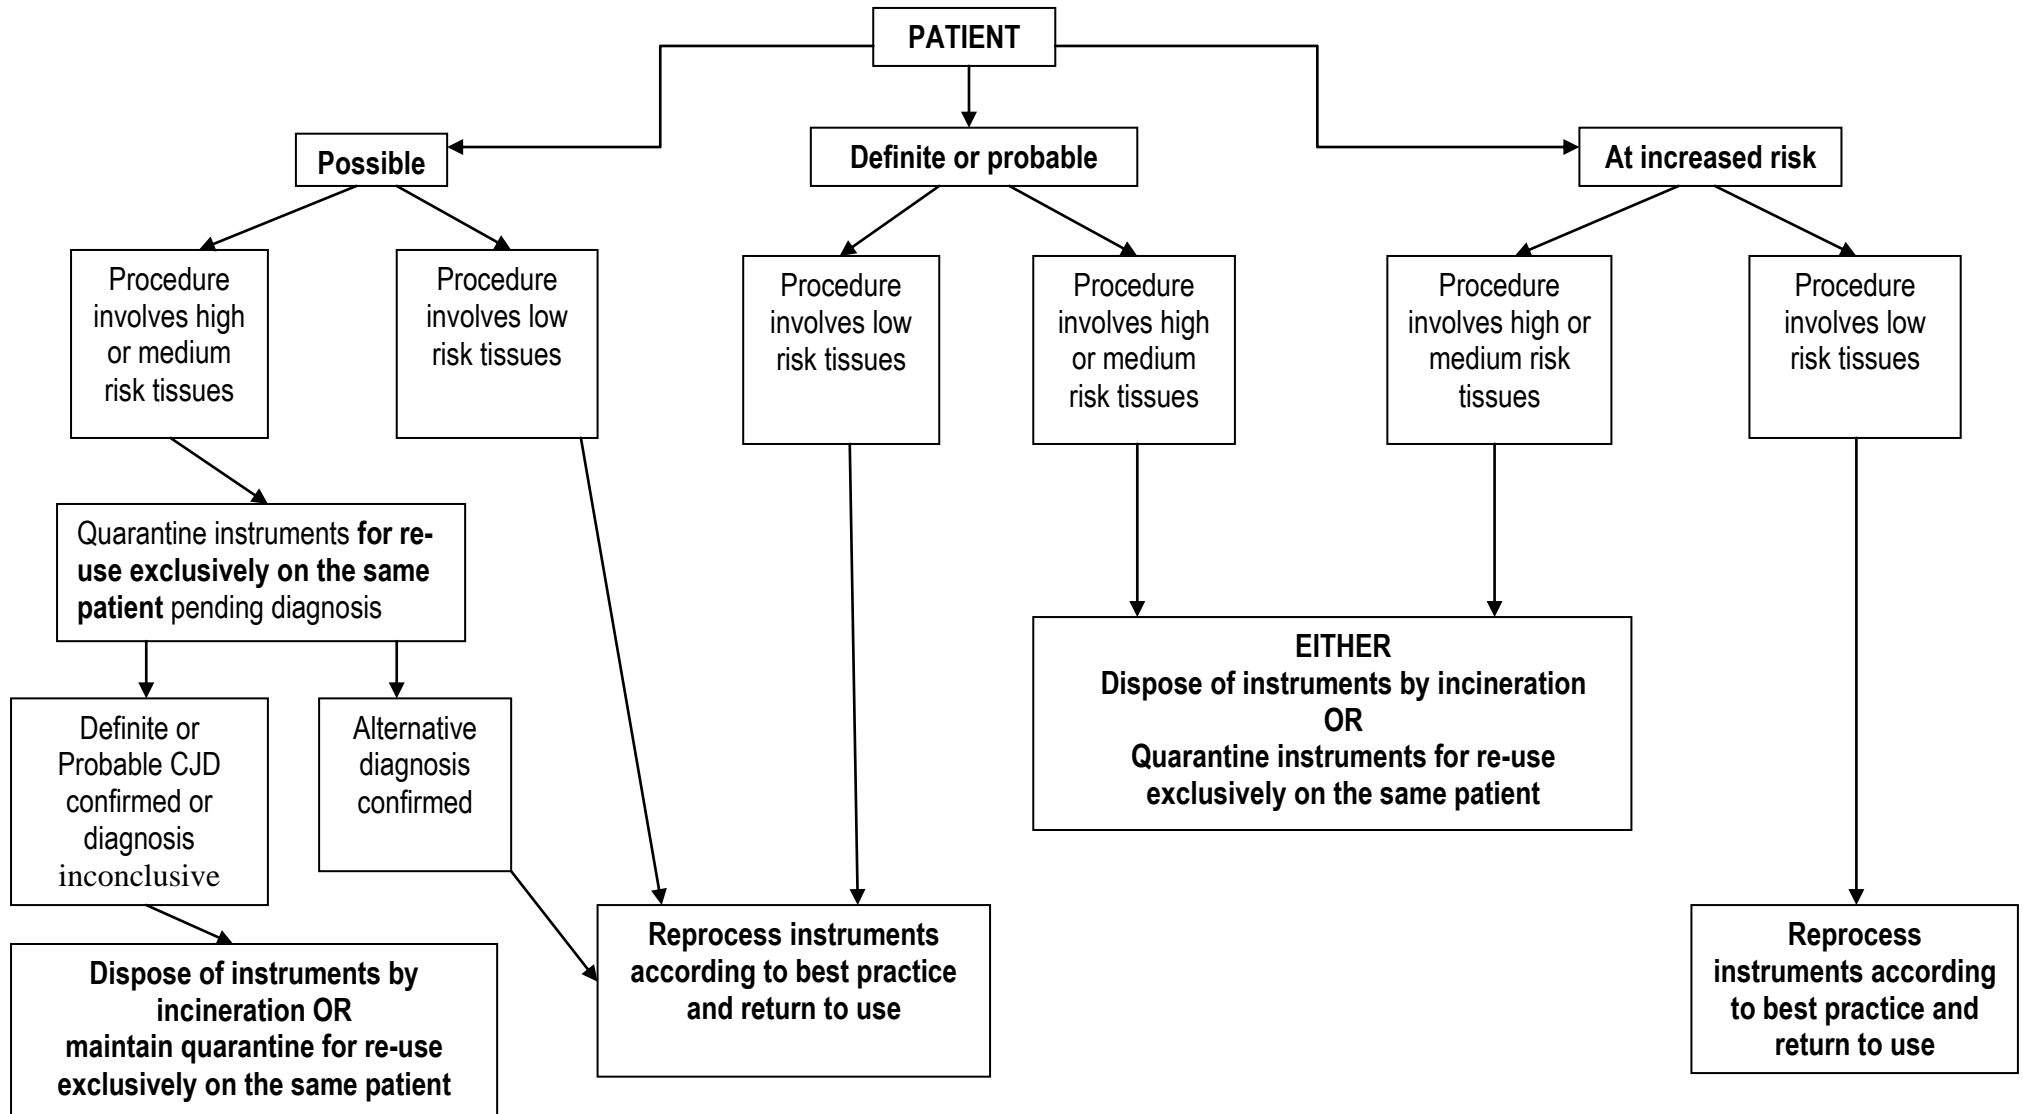 PATIENT
Possible
Definite or probable
At increased risk
Procedure
involves high
or medium
risk tissues
Procedure
involves low
risk tissues
Procedure
involves low
risk tissues
Procedure
involves high
or medium
risk tissues
Procedure
involves high or
medium risk
tissues
Procedure
involves low
risk tissues
Quarantine instruments for re-
use exclusively on the same
patient pending diagnosis
EITHER
Dispose of instruments by incineration
OR
Quarantine instruments for re-use
exclusively on the same patient
Definite or
Probable CJD
confirmed or
diagnosis
inconclusive
Alternative
diagnosis
confirmed
Dispose of instruments by
incineration OR
maintain quarantine for re-use
exclusively on the same patient
Reprocess instruments
according to best practice
and return to use
Reprocess
instruments according
to best practice and
return to use